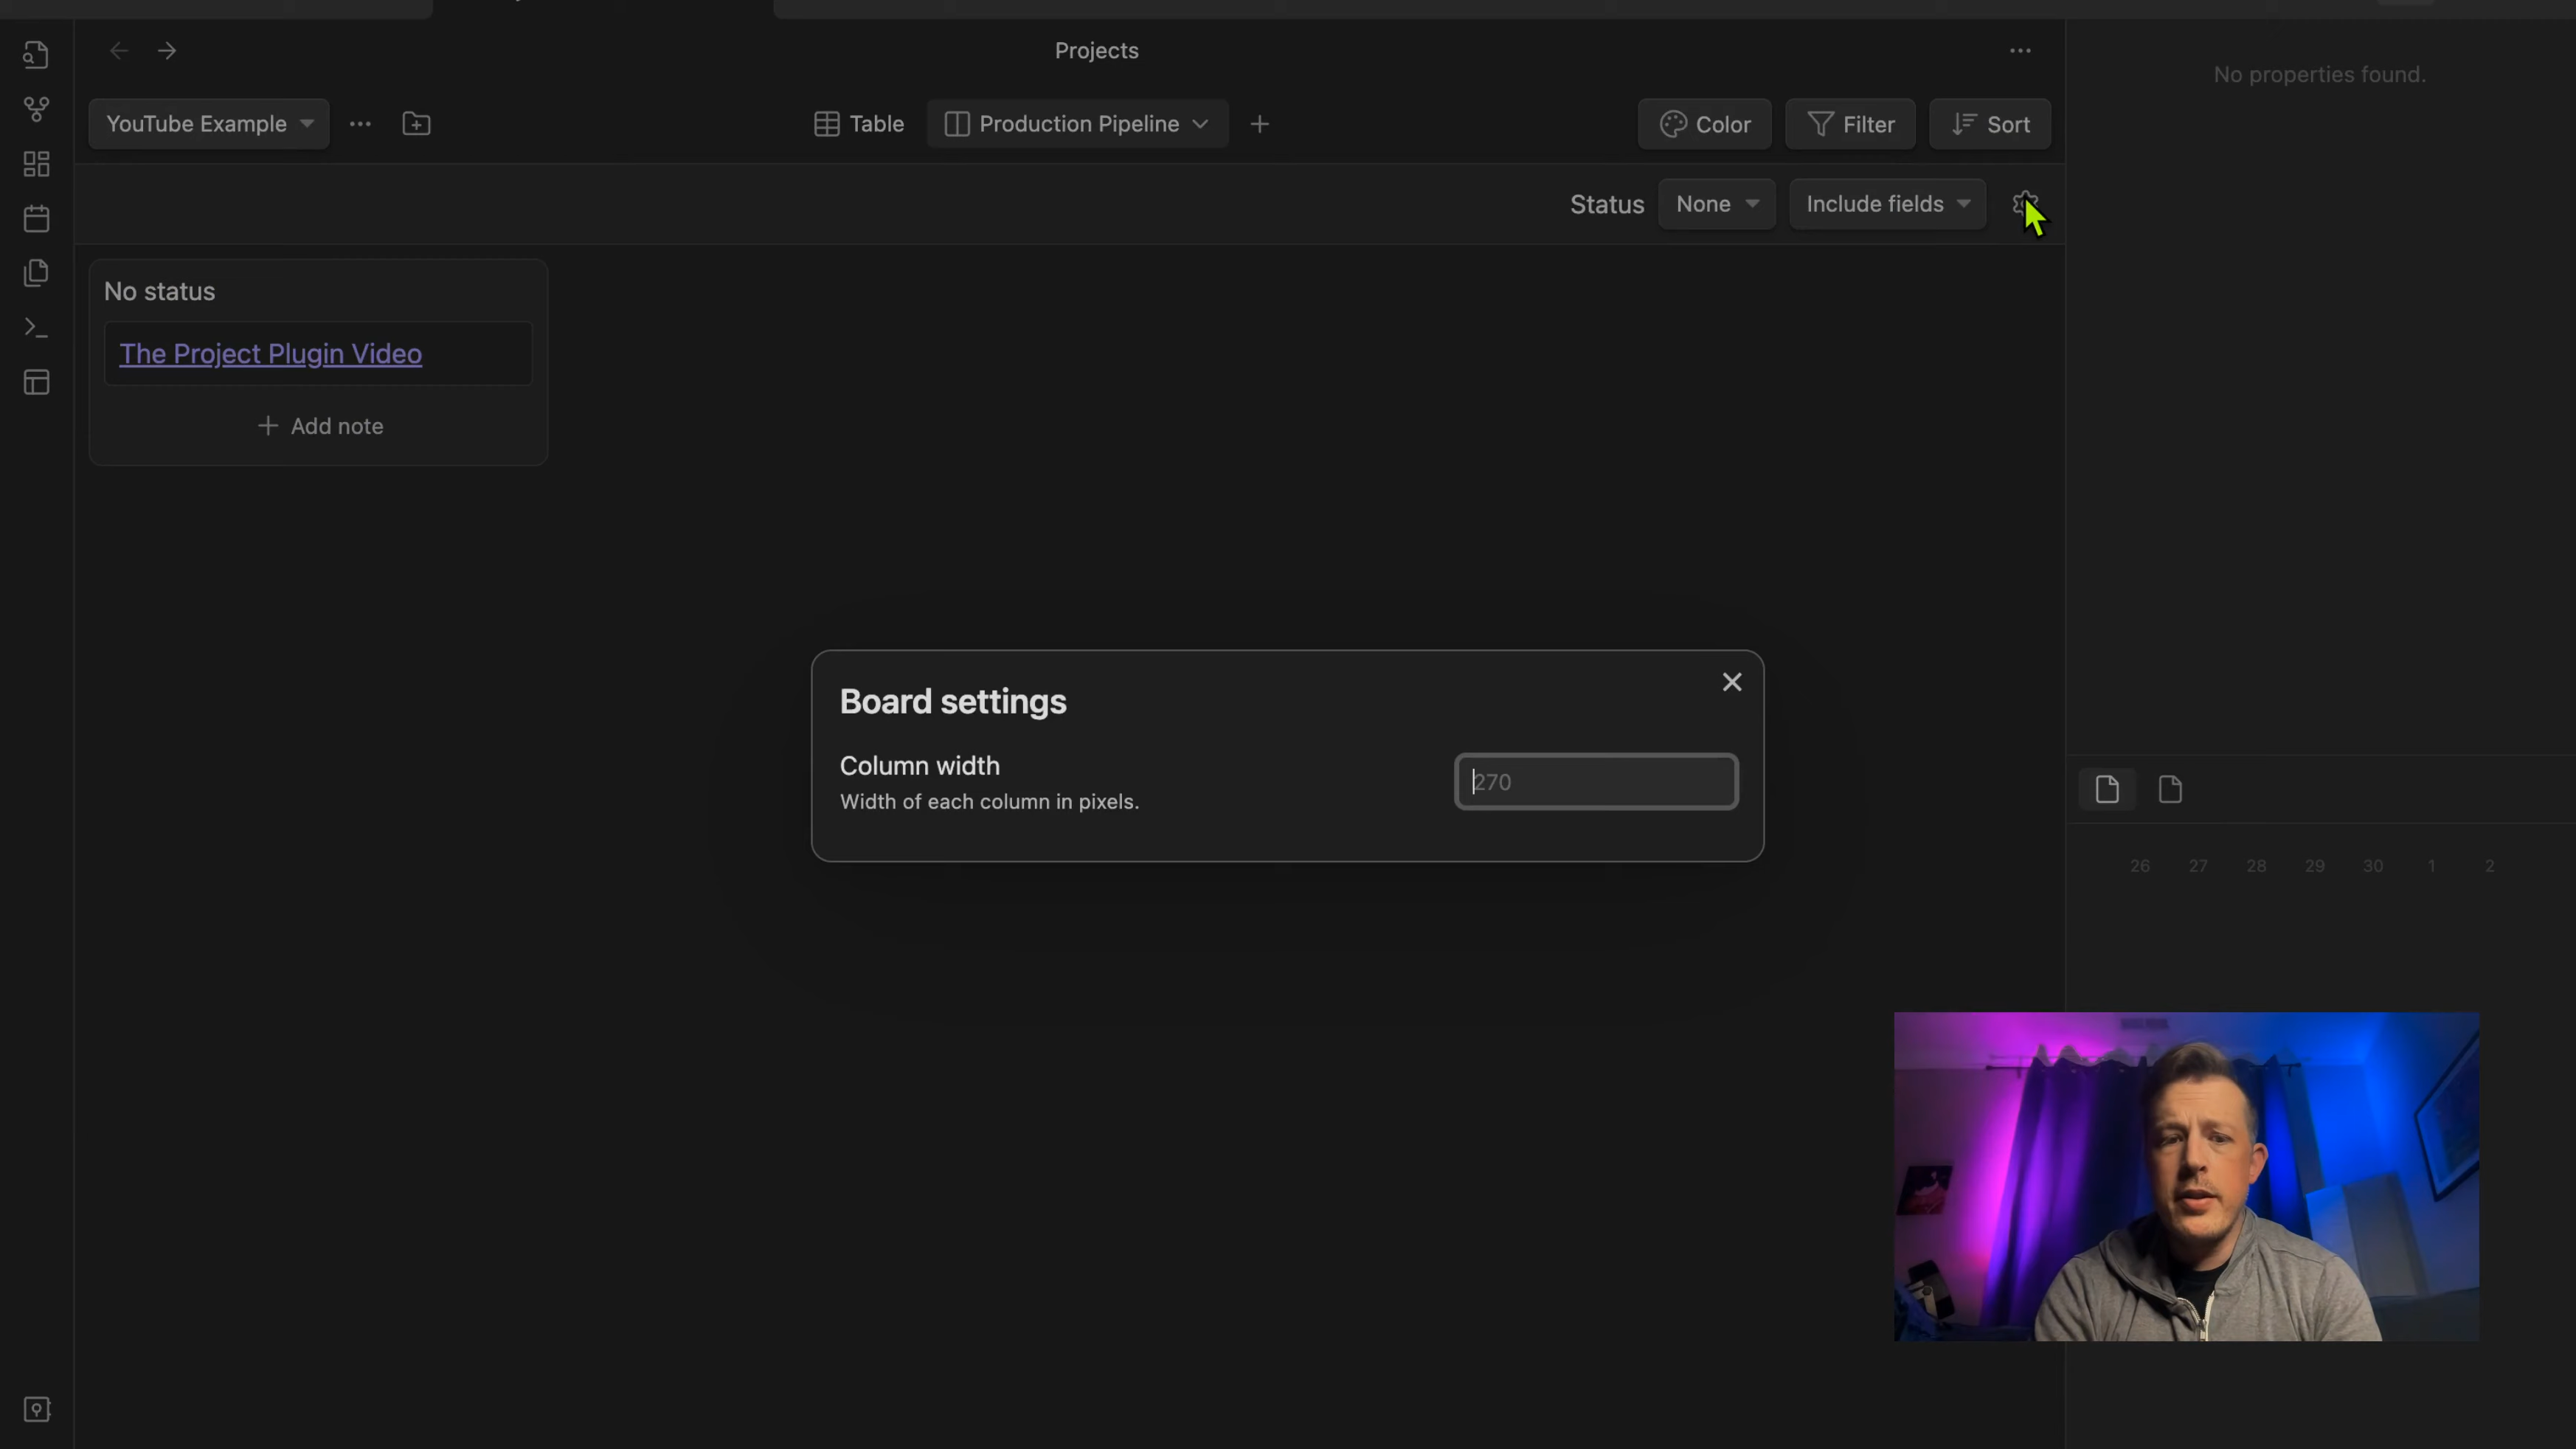 Projects
No properties found.
YouTube Example
Table
Production Pipeline
Color
Filter
Sort
Status
None
Include fields
No status
The Project Plugin Video
Add note
Board settings
Column width
270
Width of each column in pixels.
26 27 28 29 30 1 2